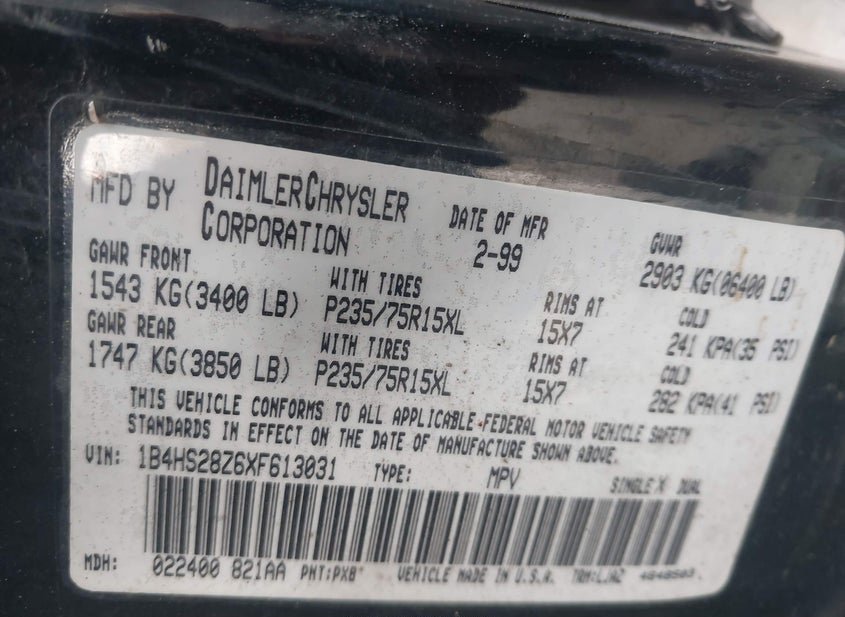 MFD BY DAIMLERCHRYSLER CORPORATION
DATE OF MFR 2-99
GVWR 2903 KG(06400 LB)
GAWR FRONT 1543 KG(3400 LB)
WITH TIRES P235/75R15XL
RIMS AT 15X7
COLD 241 KPA(35 PSI)
GAWR REAR 1747 KG(3850 LB)
WITH TIRES P235/75R15XL
RIMS AT 15X7
COLD 282 KPA(41 PSI)
THIS VEHICLE CONFORMS TO ALL APPLICABLE FEDERAL MOTOR VEHICLE SAFETY
STANDARDS IN EFFECT ON THE DATE OF MANUFACTURE SHOWN ABOVE.
VIN: 1B4HS28Z6XF613031 TYPE: MPV SINGLE X DUAL
MDH: 022400 821AA PNT:PX8* VEHICLE MADE IN U.S.A.